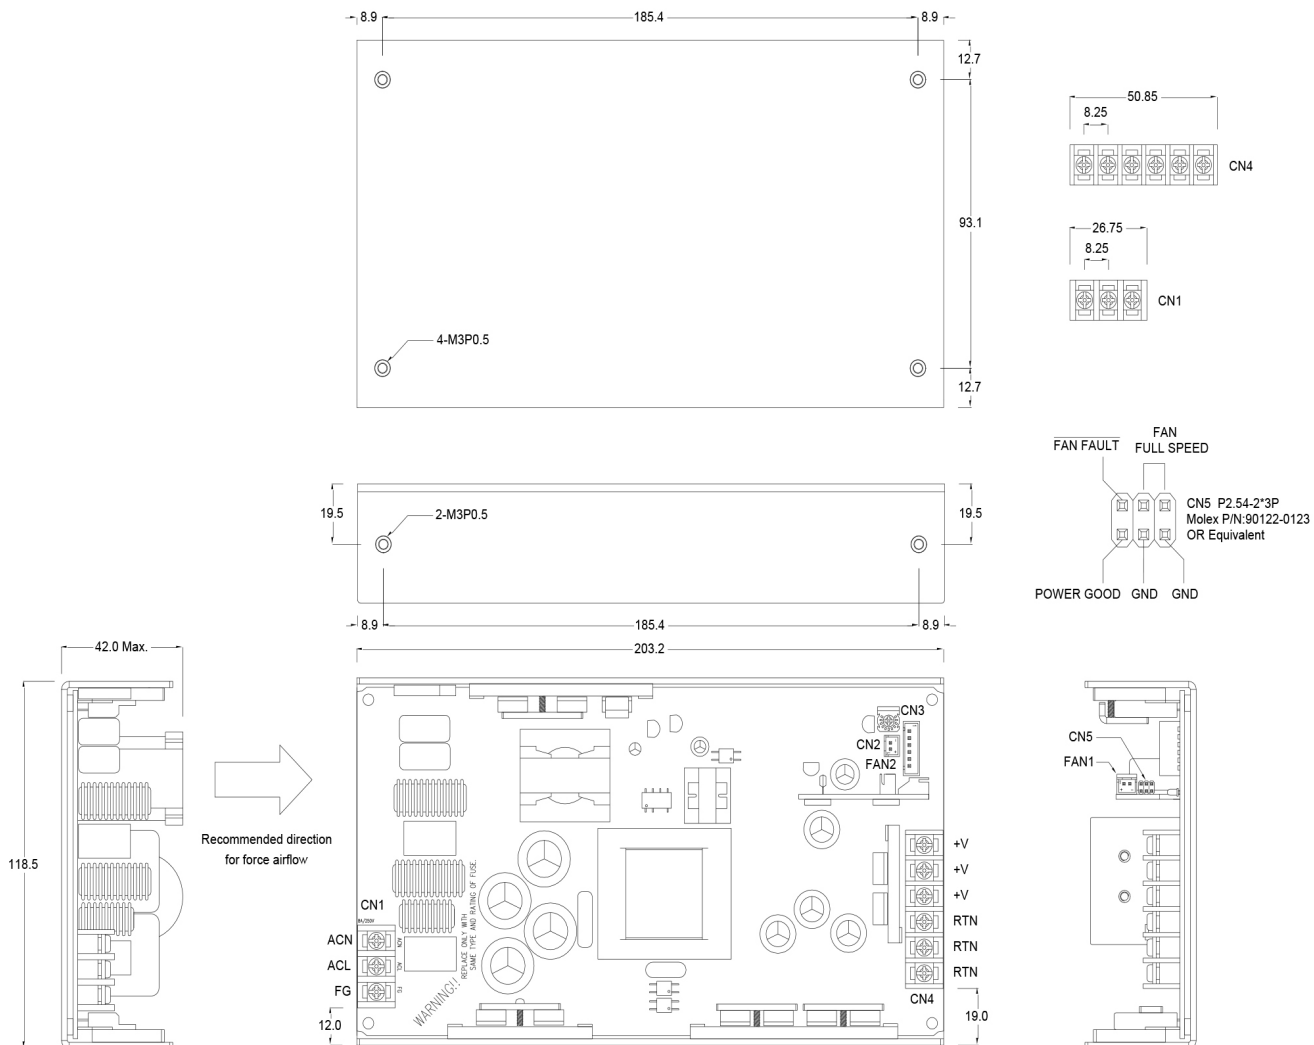 8.9
185.4
8.9
12.7
93.1
12.7
4-M3P0.5
50.85
8.25
CN4
26.75
8.25
CN1
19.5
2-M3P0.5
19.5
8.9
185.4
8.9
FAN FAULT
FAN
FULL SPEED
CN5 P2.54-2*3P
Molex P/N:90122-0123
OR Equivalent
POWER GOOD
GND
GND
42.0 Max.
118.5
Recommended direction
for force airflow
203.2
CN3
CN2
FAN2
CN1
ACN
ACL
FG
ACN
ACL
FG
12.0
WARNING!!
REPLACE ONLY WITH
SAME TYPE AND RATING OF FUSE.
+V
+V
+V
RTN
RTN
RTN
CN4
19.0
CN5
FAN1